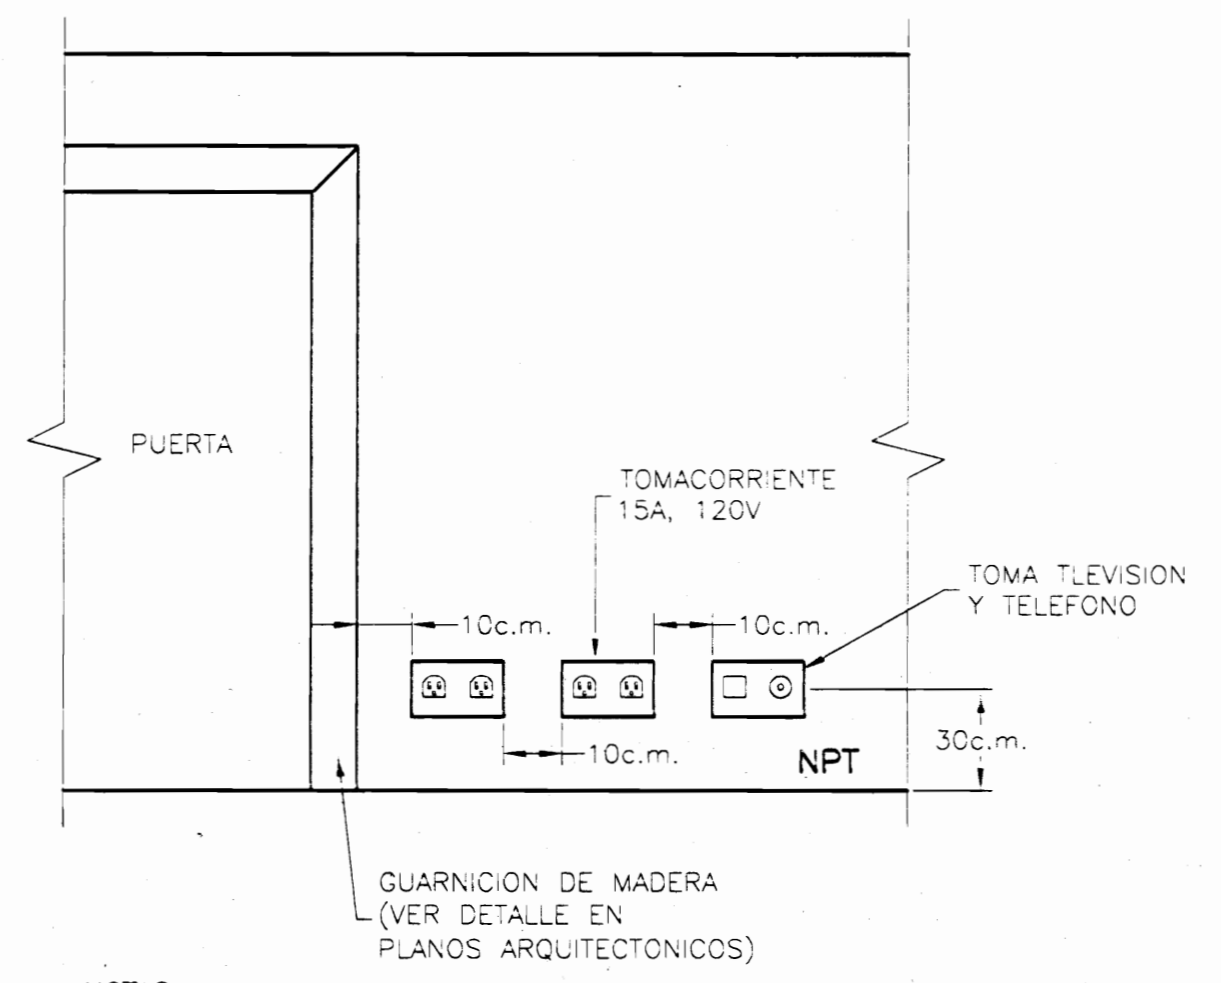 PUERTA
TOMACORRIENTE
15A, 120V
TOMA TLEVISION
Y TELEFONO
10c.m.
10c.m.
10c.m.
30c.m.
NPT
GUARNICION DE MADERA
(VER DETALLE EN
PLANOS ARQUITECTONICOS)